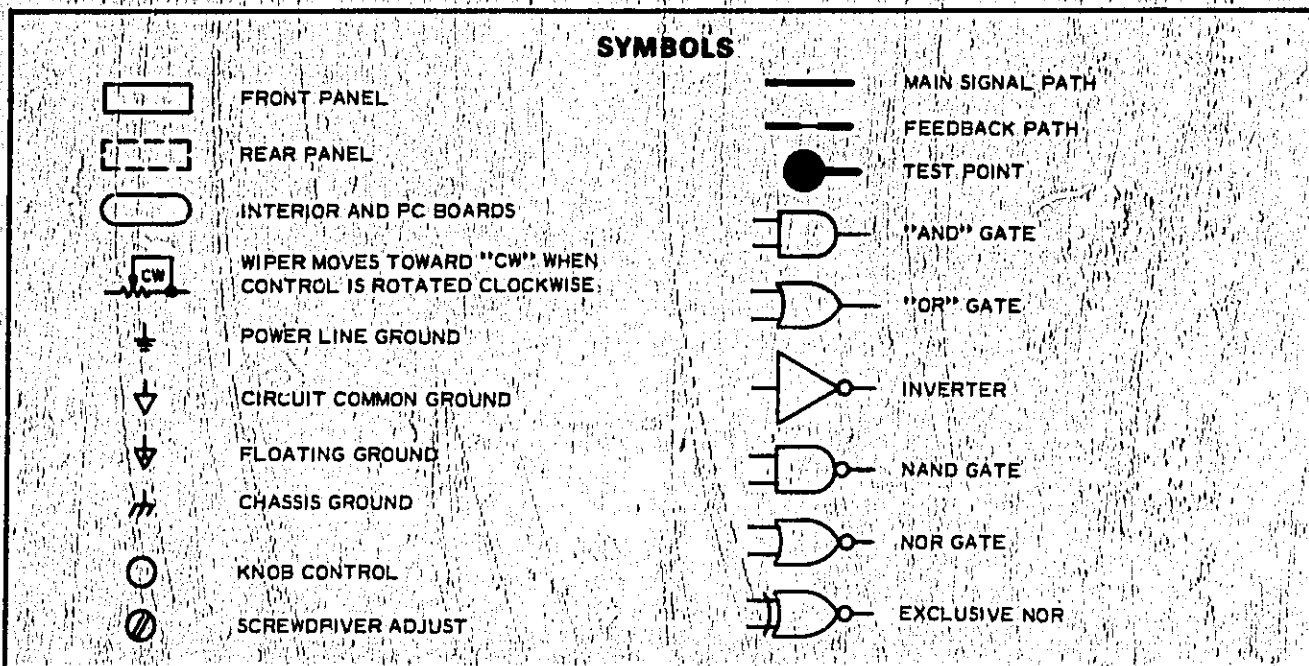 SYMBOLS
FRONT PANEL
REAR PANEL
INTERIOR AND PC BOARDS
CW
WIPER MOVES TOWARD "CW" WHEN
CONTROL IS ROTATED CLOCKWISE.
POWER LINE GROUND
CIRCUIT COMMON GROUND
FLOATING GROUND
CHASSIS GROUND
KNOB CONTROL
SCREWDRIVER ADJUST
MAIN SIGNAL PATH
FEEDBACK PATH
TEST POINT
"AND" GATE
"OR" GATE
INVERTER
NAND GATE
NOR GATE
EXCLUSIVE NOR